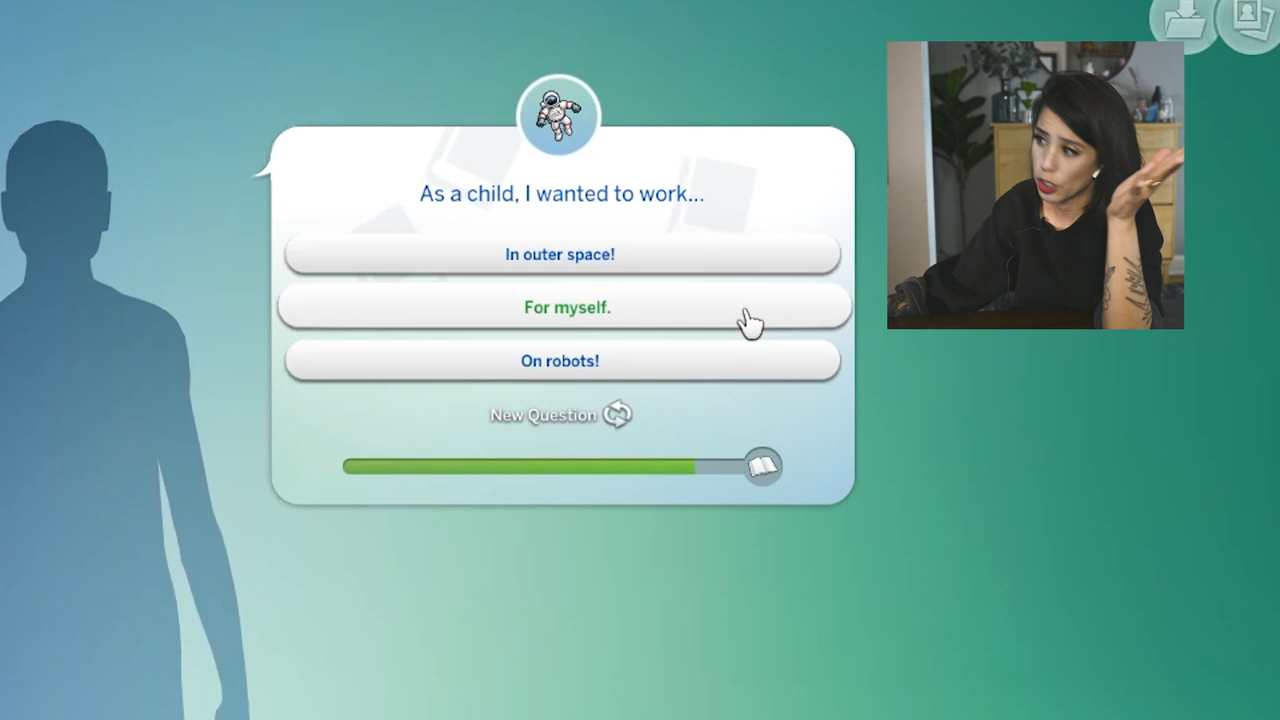 As a child, I wanted to work...
In outer space!
For myself.
On robots!
New Question